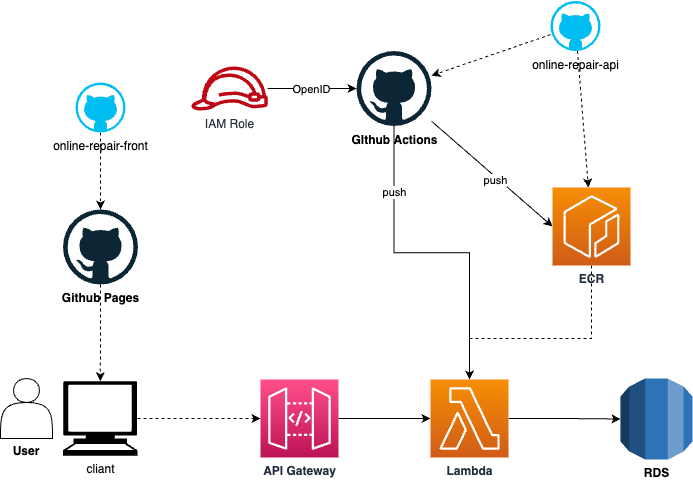 online-repair-api
OpenID
IAM Role
GIthub Actions
online-repair-front
push
push
ECR
Github Pages
</>
User
cliant
API Gateway
Lambda
RDS